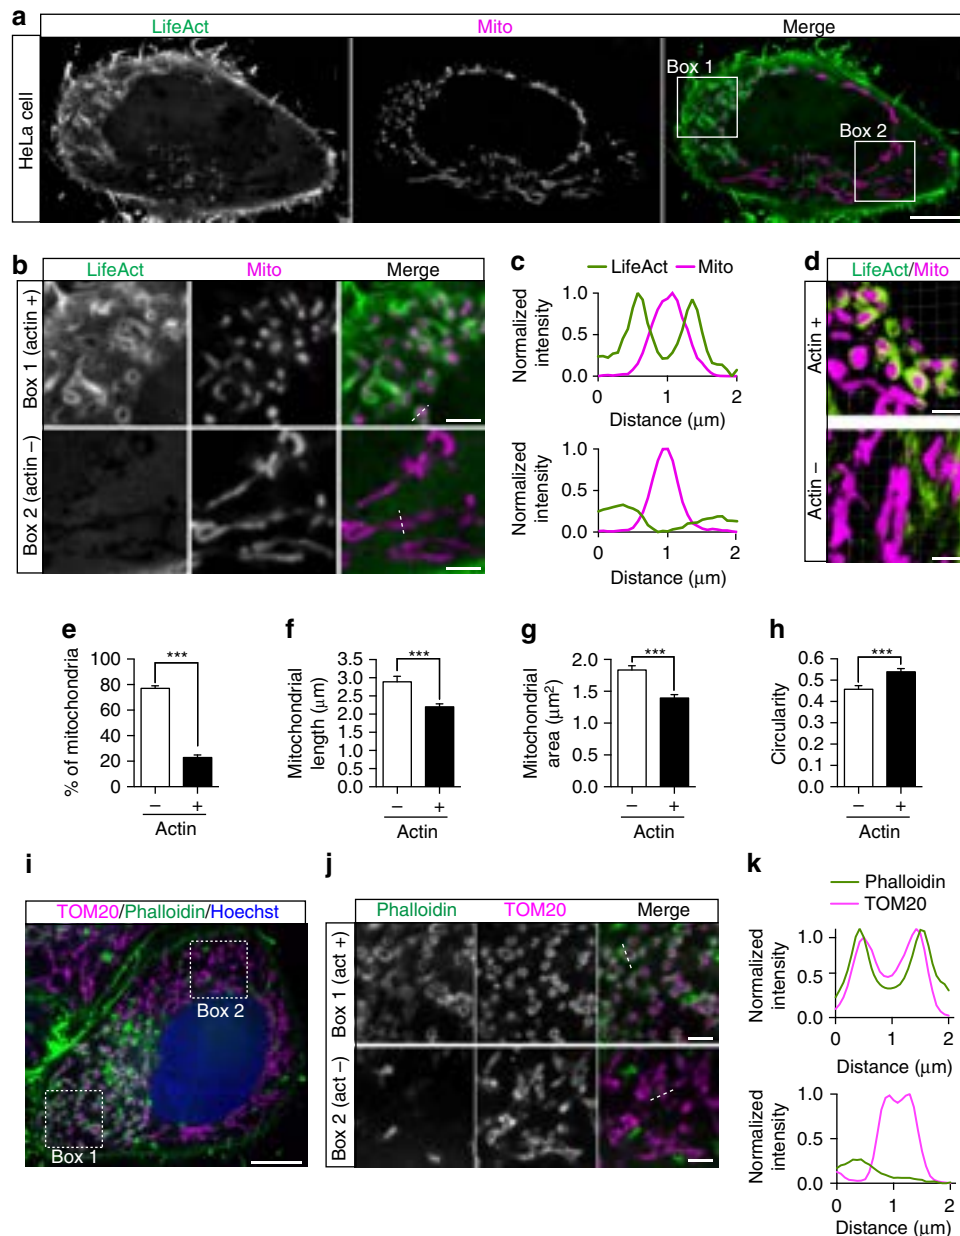 a
LifeAct Mito Merge
HeLa cell
Box 1
Box 2
b
LifeAct Mito Merge
Box 1 (actin +)
Box 2 (actin −)
c
LifeAct Mito
Normalized intensity
1.0
0.5
0.0
0 1 2
Distance (μm)
Normalized intensity
1.0
0.5
0.0
0 1 2
Distance (μm)
d
LifeAct/Mito
Actin +
Actin −
e
% of mitochondria
100
80
60
40
20
0
***
− +
Actin
f
Mitochondrial length (μm)
3.5
3.0
2.5
2.0
1.5
1.0
0.5
0.0
***
− +
Actin
g
Mitochondrial area (μm²)
2.0
1.5
1.0
0.5
0.0
***
− +
Actin
h
Circularity
0.6
0.5
0.4
0.3
0.2
0.1
0.0
***
− +
Actin
i
TOM20/Phalloidin/Hoechst
Box 2
Box 1
j
Phalloidin TOM20 Merge
Box 1 (act +)
Box 2 (act −)
k
Phalloidin
TOM20
Normalized intensity
1.0
0.5
0.0
0 1 2
Distance (μm)
Normalized intensity
1.0
0.5
0.0
0 1 2
Distance (μm)